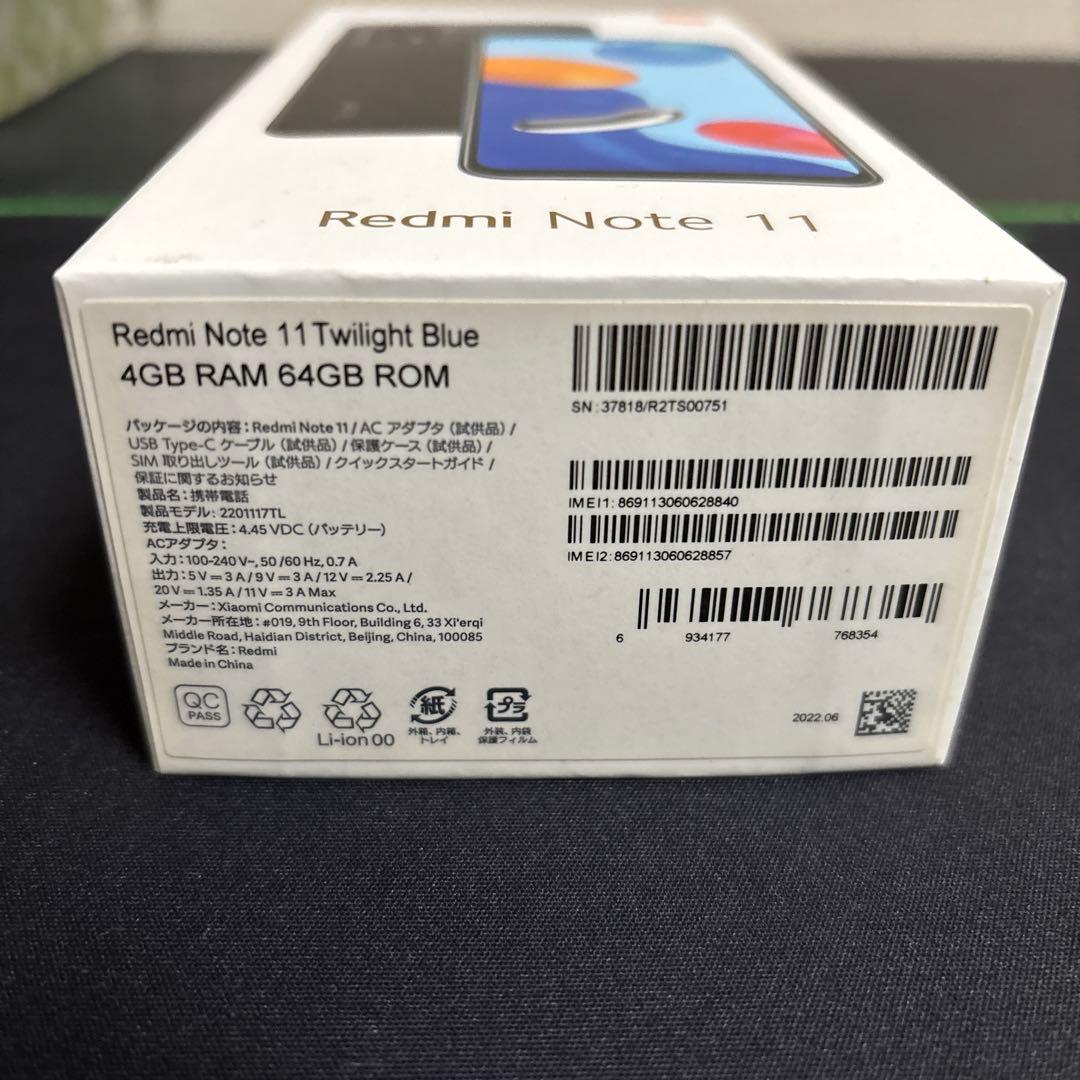 Redmi Note 11
Redmi Note 11 Twilight Blue
4GB RAM 64GB ROM
パッケージの内容：Redmi Note 11 / AC アダプタ（試供品）/
USB Type-C ケーブル（試供品）/ 保護ケース（試供品）/
SIM 取り出しツール（試供品）/ クイックスタートガイド /
保証に関するお知らせ
製品名：携帯電話
製品モデル: 2201117TL
充電上限電圧：4.45 VDC（バッテリー）
ACアダプタ：
入力：100-240 V~, 50 /60 Hz, 0.7 A
出力：5 V⎓3 A / 9 V⎓3 A / 12 V⎓2.25 A /
20 V⎓1.35 A / 11 V⎓3 A Max
メーカー：Xiaomi Communications Co., Ltd.
メーカー所在地：#019, 9th Floor, Building 6, 33 Xi'erqi
Middle Road, Haidian District, Beijing, China, 100085
ブランド名：Redmi
Made in China
QC
PASS
Li-ion 00
紙
外箱、内箱、
トレイ
プラ
外装、内袋
保護フィルム
SN : 37818/R2TS00751
IMEI1: 869113060628840
IMEI2: 869113060628857
6 934177 768354
2022.06